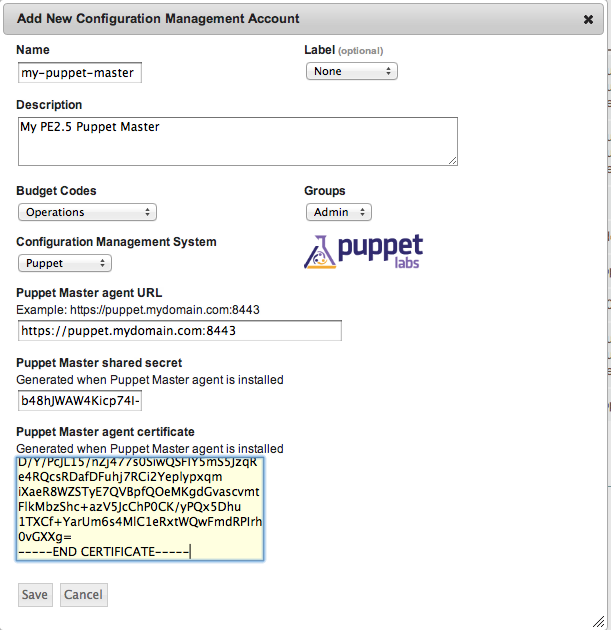 Add New Configuration Management Account
Name
Label (optional)
my-puppet-master
None
Description
My PE2.5 Puppet Master
Budget Codes
Groups
Operations
Admin
Configuration Management System
Puppet
puppet
labs
Puppet Master agent URL
Example: https://puppet.mydomain.com:8443
https://puppet.mydomain.com:8443
Puppet Master shared secret
Generated when Puppet Master agent is installed
b48hJWAW4Kicp74l-
Puppet Master agent certificate
Generated when Puppet Master agent is installed
e4RQcsRDafDFuhj7RCi2Yeplypxqm
iXaeR8WZSTyE7QVBpfQOeMKgdGvascvmt
FlkMbzShc+azV5JcChP0CK/yPQx5Dhu
1TXCf+YarUm6s4MlC1eRxtWQwFmdRPIrh
0vGXXg=
-----END CERTIFICATE-----
Save
Cancel